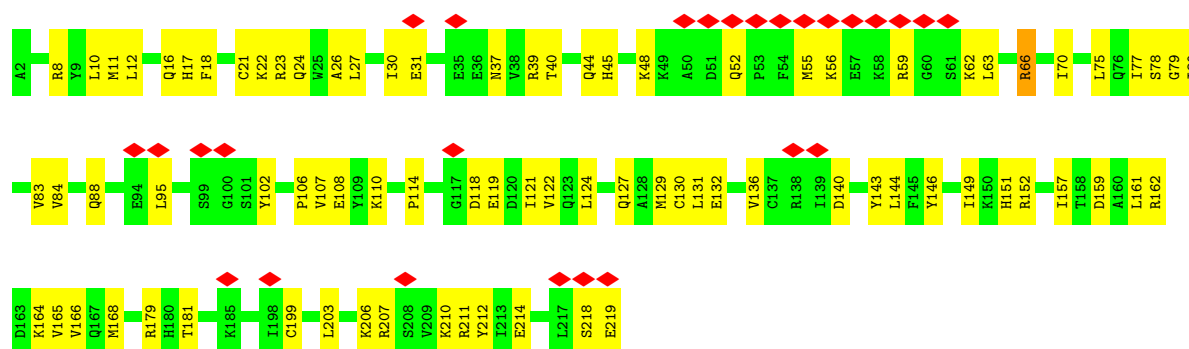 A2 R8 Y9 L10 M11 L12 Q16 H17 F18 C21 K22 R23 Q24 W25 A26 L27 I30 E31 E35 E36 N37 V38 R39 T40 Q44 H45 K48 K49 A50 D51 Q52 P53 F54 M55 K56 E57 K58 R59 G60 S61 K62 L63 R66 I70 L75 Q76 I77 S78 G79
V83 V84 Q88 E94 L95 S99 G100 S101 Y102 P106 V107 E108 Y109 K110 P114 G117 D118 E119 D120 I121 V122 Q123 L124 Q127 A128 M129 C130 L131 E132 V136 C137 R138 I139 D140 Y143 L144 F145 Y146 I149 K150 H151 R152 I157 T158 D159 A160 L161 R162
D163 K164 V165 V166 Q167 M168 R179 H180 T181 K185 I198 C199 L203 K206 R207 S208 V209 K210 R211 Y212 I213 E214 L217 S218 E219